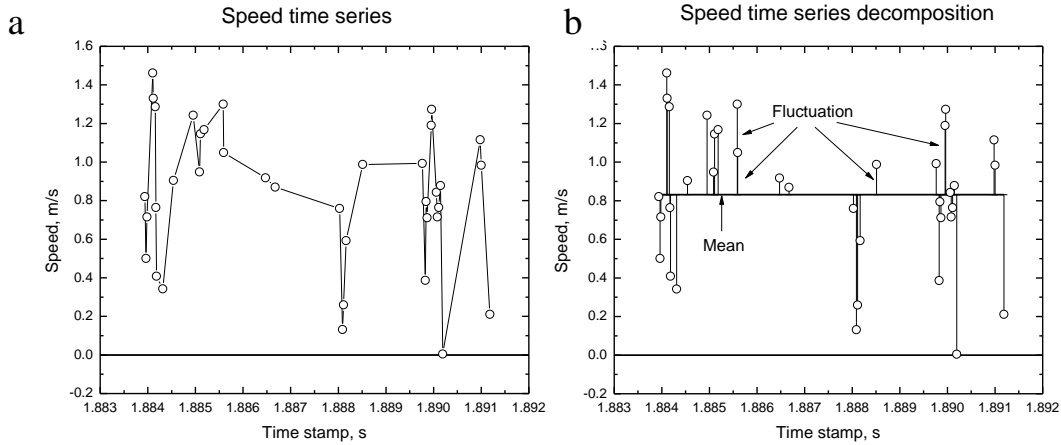 a
Speed time series
1.6
1.4
1.2
1.0
0.8
0.6
0.4
0.2
0.0
-0.2
Speed, m/s
1.883 1.884 1.885 1.886 1.887 1.888 1.889 1.890 1.891 1.892
Time stamp, s
b
Speed time series decomposition
1.6
1.4
1.2
1.0
0.8
0.6
0.4
0.2
0.0
-0.2
Speed, m/s
Fluctuation
Mean
1.883 1.884 1.885 1.886 1.887 1.888 1.889 1.890 1.891 1.892
Time stamp, s